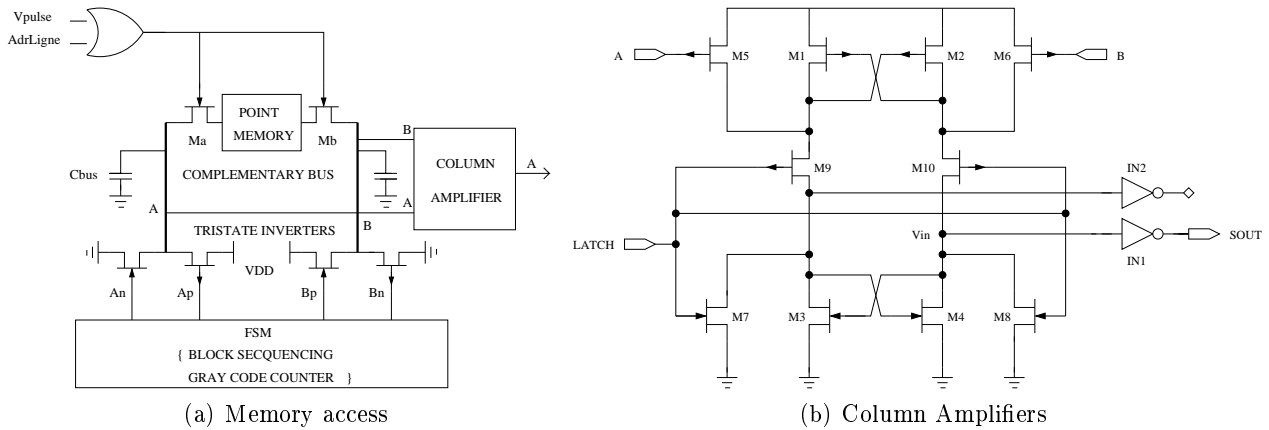 Vpulse
AdrLigne
POINT
MEMORY
Ma
Mb
B
Cbus
COMPLEMENTARY BUS
COLUMN
AMPLIFIER
A
A
A
B
TRISTATE INVERTERS
VDD
An
Ap
Bp
Bn
FSM
{ BLOCK SECQUENCING
GRAY CODE COUNTER }
(a) Memory access
A
M5
M1
M2
M6
B
M9
M10
IN2
LATCH
Vin
SOUT
IN1
M7
M3
M4
M8
(b) Column Amplifiers